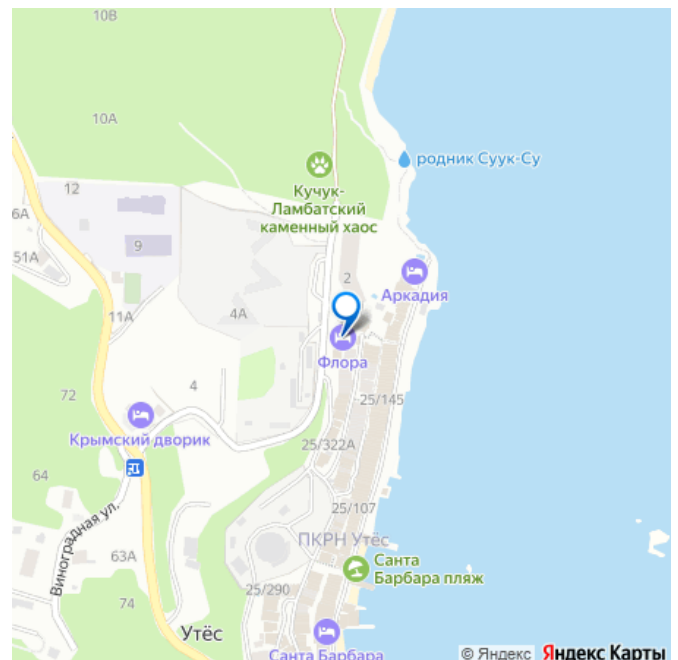 10В
10А
родник Суук-Су
12
Кучук-
Ламбатский
каменный хаос
6А
9
51А
2
Аркадия
4А
11А
Флора
72
4
25/145
Крымский дворик
25/322А
64
25/107
Виноградная ул.
ПКРН Утёс
63А
Санта
Барбара пляж
25/290
74
Утёс
Санта Барбара
© Яндекс Яндекс Карты